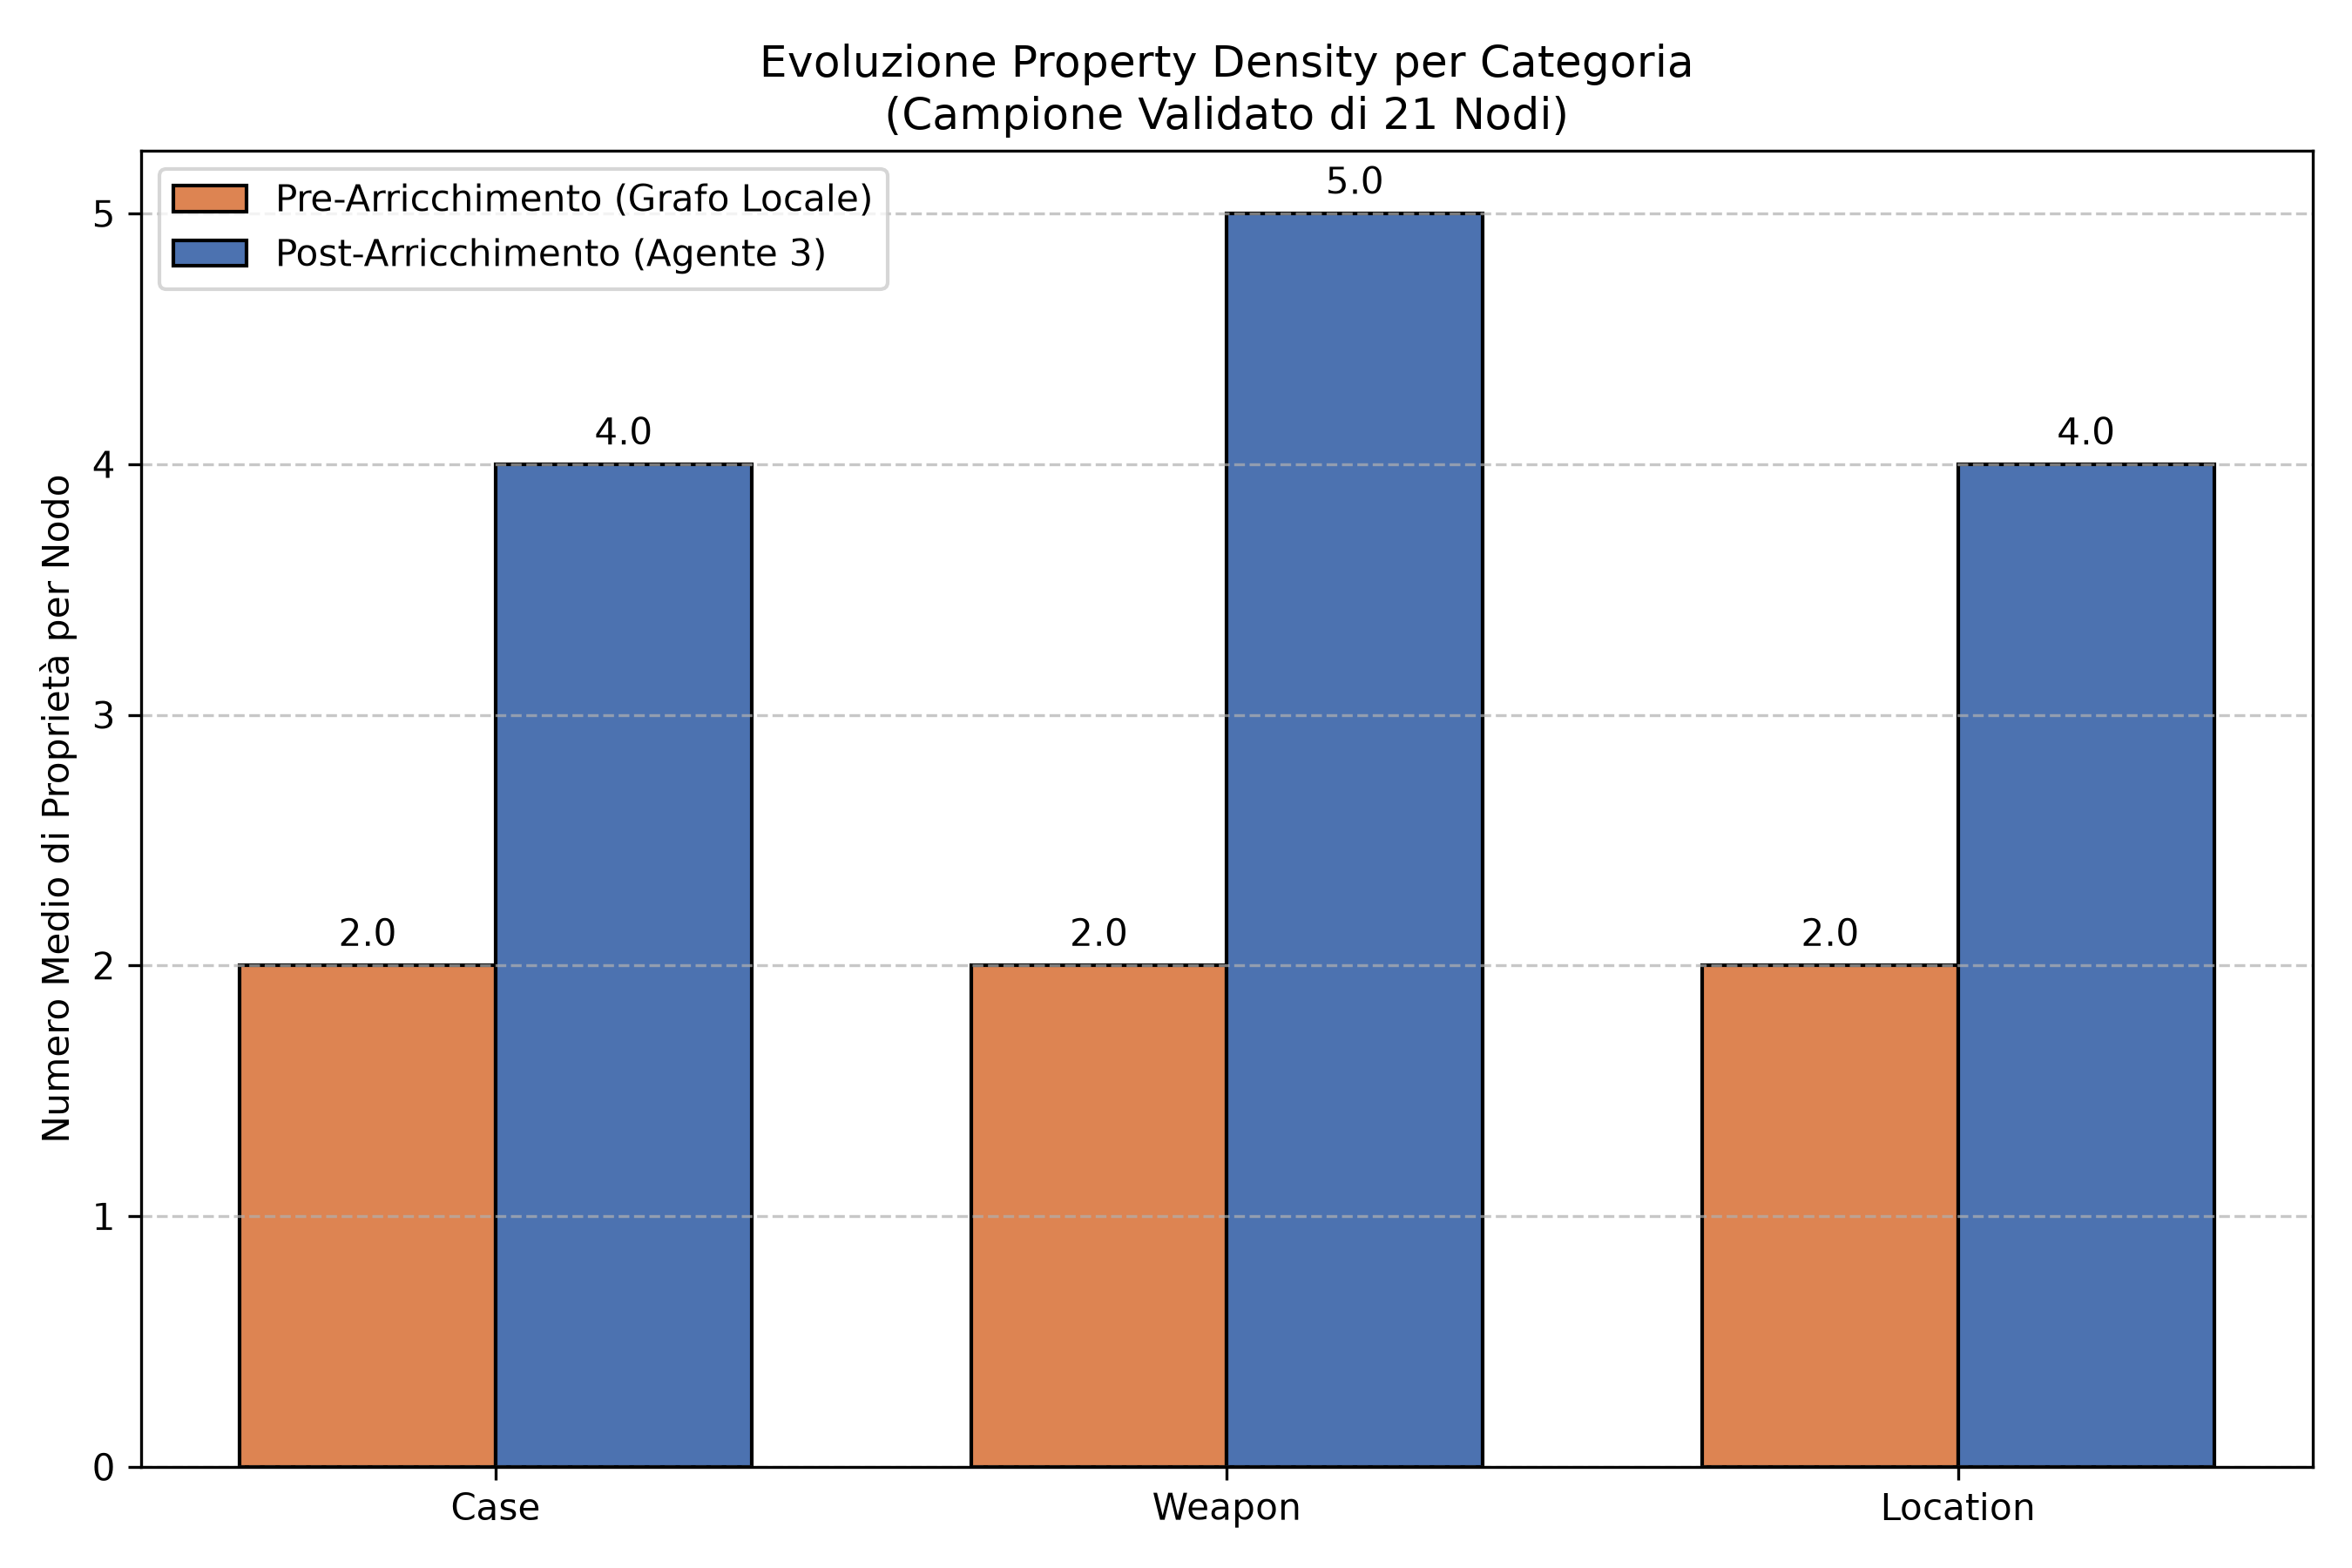 Evoluzione Property Density per Categoria
(Campione Validato di 21 Nodi)
Pre-Arricchimento (Grafo Locale)
Post-Arricchimento (Agente 3)
Numero Medio di Proprietà per Nodo
5
4
3
2
1
0
2.0
4.0
2.0
5.0
2.0
4.0
Case
Weapon
Location